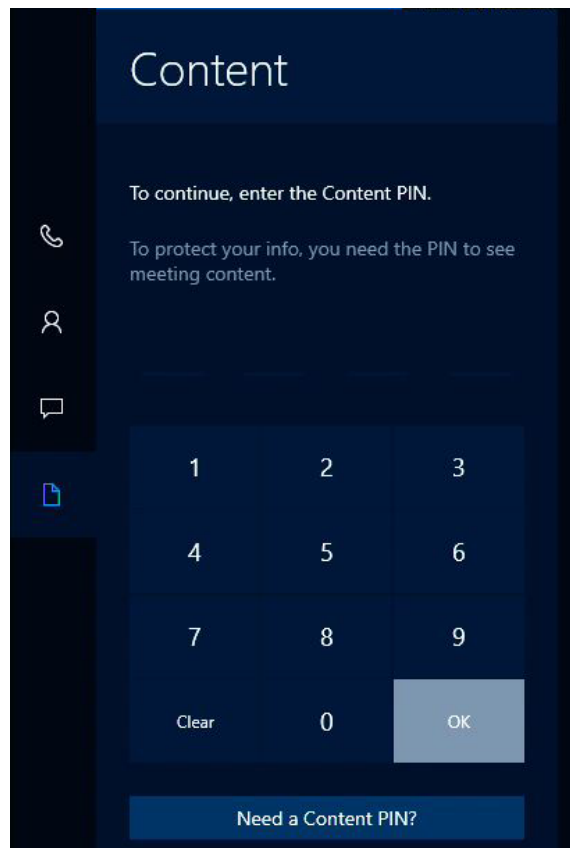 Content
To continue, enter the Content PIN.
To protect your info, you need the PIN to see
meeting content.
1 2 3
4 5 6
7 8 9
Clear 0 OK
Need a Content PIN?